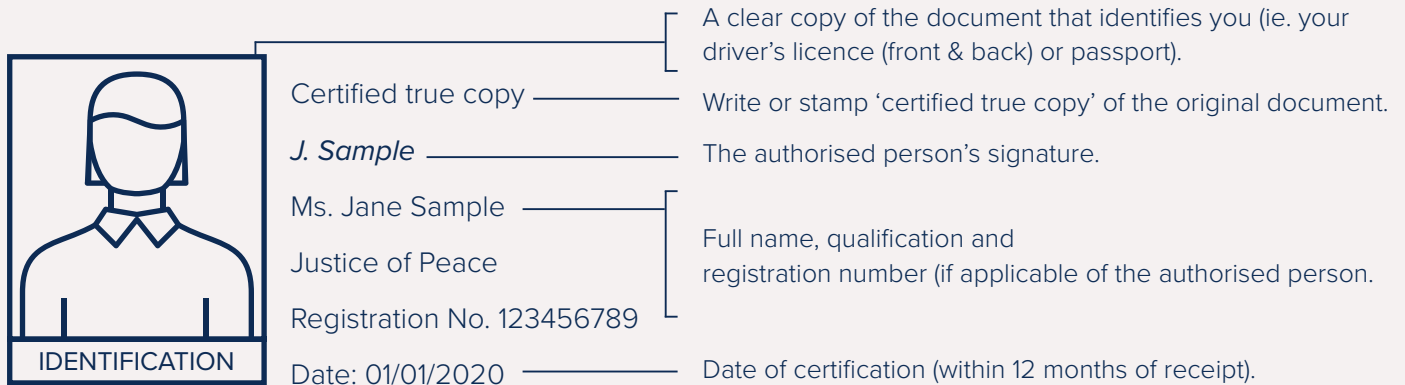 A clear copy of the document that identifies you (ie. your
driver’s licence (front & back) or passport).
Certified true copy
Write or stamp ‘certified true copy’ of the original document.
J. Sample
The authorised person’s signature.
Ms. Jane Sample
Justice of Peace
Registration No. 123456789
Full name, qualification and
registration number (if applicable of the authorised person.
IDENTIFICATION
Date: 01/01/2020
Date of certification (within 12 months of receipt).